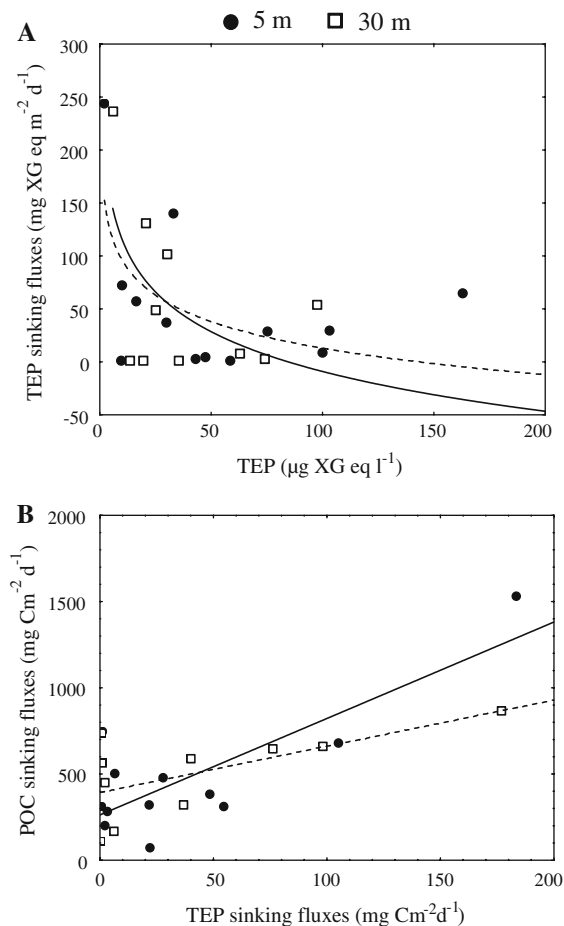 5 m 30 m
A
300
250
200
150
100
50
0
-50
TEP sinking fluxes (mg XG eq m⁻² d⁻¹)
0 50 100 150 200
TEP (µg XG eq l⁻¹)
B
2000
1500
1000
500
0
POC sinking fluxes (mg Cm⁻² d⁻¹)
0 50 100 150 200
TEP sinking fluxes (mg Cm⁻²d⁻¹)